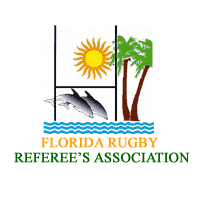 FLORIDA RUGBY
REFEREE'S ASSOCIATION